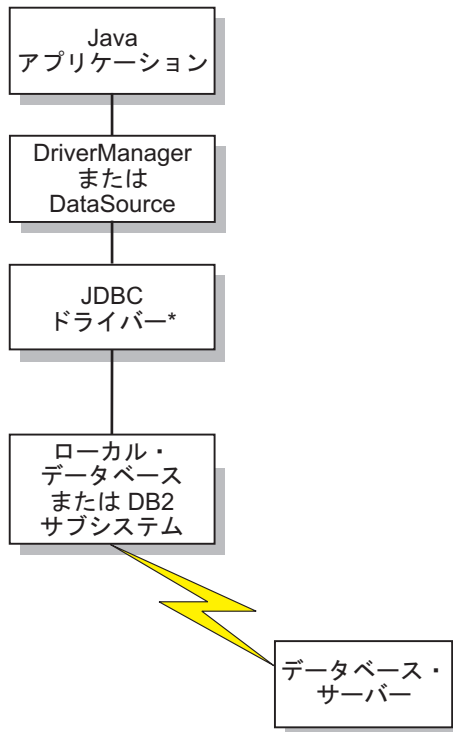 Java
アプリケーション
DriverManager
または
DataSource
JDBC
ドライバー*
ローカル・
データベース
または DB2
サブシステム
データベース・
サーバー